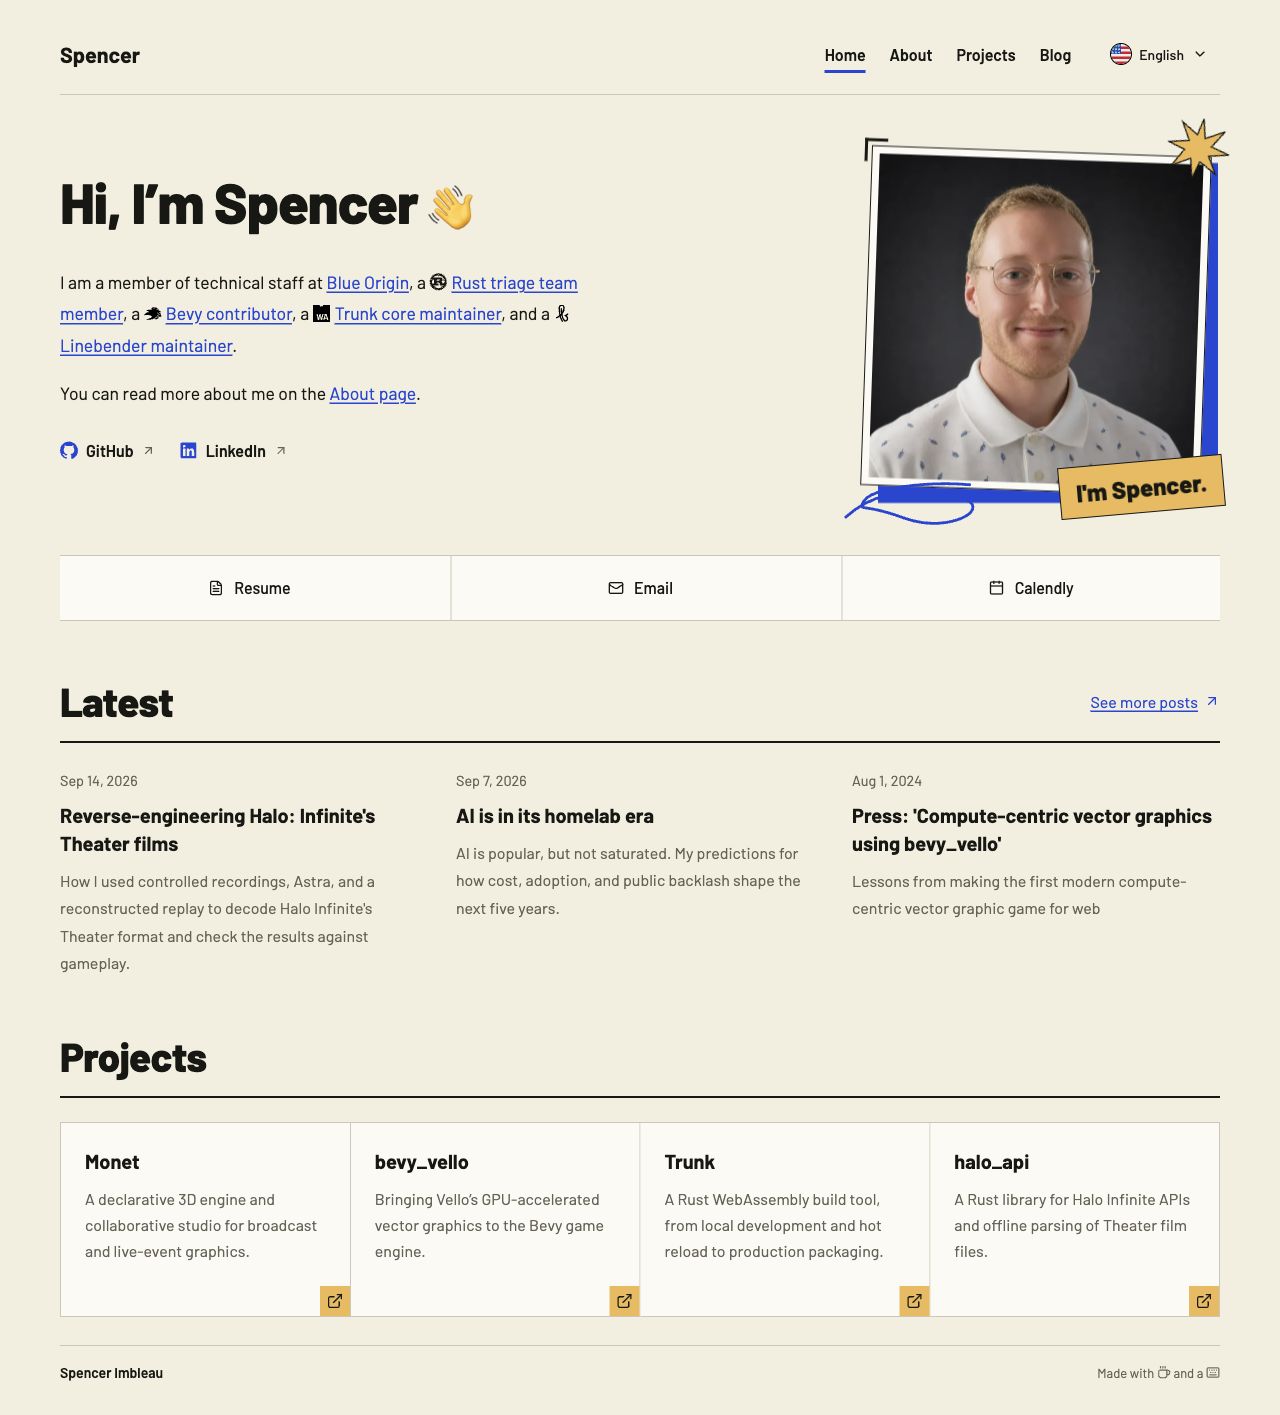 Spencer
Home About Projects Blog English
Hi, I’m Spencer 👋
I am a member of technical staff at Blue Origin, a Rust triage team
member, a Bevy contributor, a WA Trunk core maintainer, and a
Linebender maintainer.
You can read more about me on the About page.
GitHub LinkedIn
I'm Spencer.
Resume Email Calendly
Latest
See more posts
Sep 14, 2026
Reverse-engineering Halo: Infinite's
Theater films
How I used controlled recordings, Astra, and a
reconstructed replay to decode Halo Infinite's
Theater format and check the results against
gameplay.
Sep 7, 2026
AI is in its homelab era
AI is popular, but not saturated. My predictions for
how cost, adoption, and public backlash shape the
next five years.
Aug 1, 2024
Press: 'Compute-centric vector graphics
using bevy_vello'
Lessons from making the first modern compute-
centric vector graphic game for web
Projects
Monet
A declarative 3D engine and
collaborative studio for broadcast
and live-event graphics.
bevy_vello
Bringing Vello’s GPU-accelerated
vector graphics to the Bevy game
engine.
Trunk
A Rust WebAssembly build tool,
from local development and hot
reload to production packaging.
halo_api
A Rust library for Halo Infinite APIs
and offline parsing of Theater film
files.
Spencer Imbleau
Made with and a